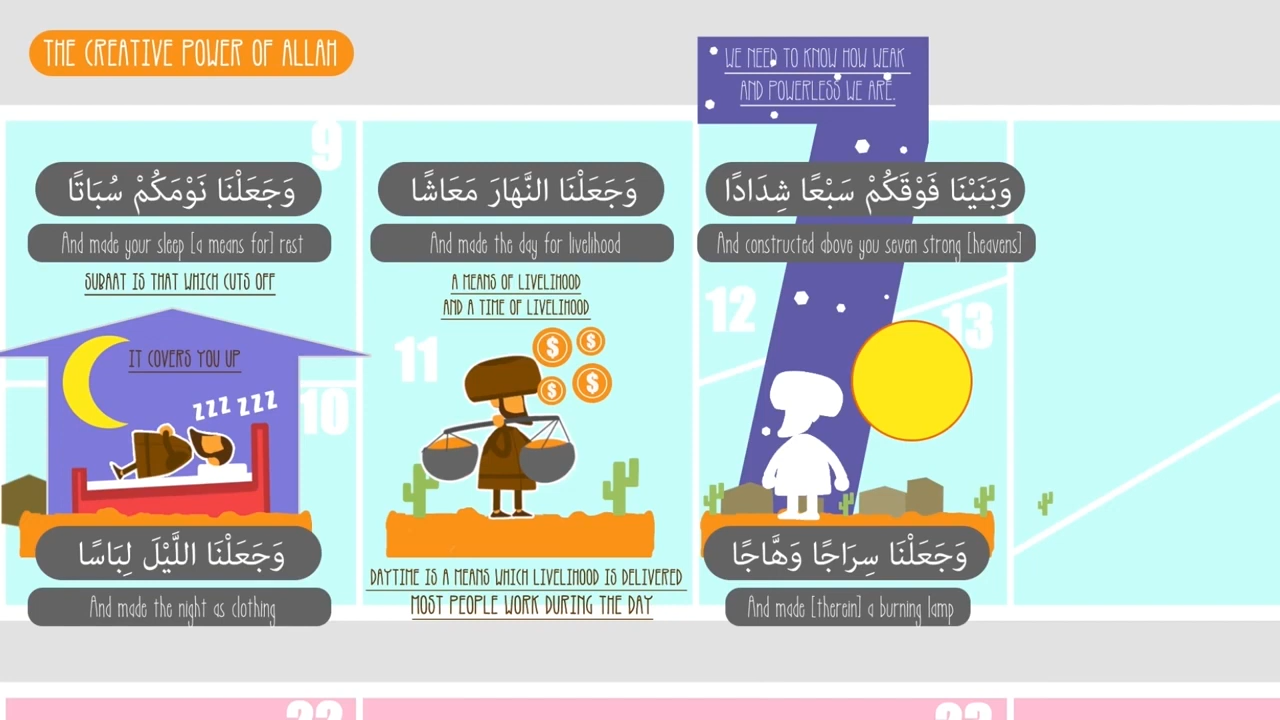 THE CREATIVE POWER OF ALLAH
9
وَجَعَلْنَا نَوْمَكُمْ سُبَاتًا
And made your sleep [a means for] rest
SUBAAT IS THAT WHICH CUTS OFF
IT COVERS YOU UP
ZZZ ZZZ
10
وَجَعَلْنَا اللَّيْلَ لِبَاسًا
And made the night as clothing
وَجَعَلْنَا النَّهَارَ مَعَاشًا
And made the day for livelihood
A MEANS OF LIVELIHOOD
AND A TIME OF LIVELIHOOD
11
$ $ $ $
DAYTIME IS A MEANS WHICH LIVELIHOOD IS DELIVERED
MOST PEOPLE WORK DURING THE DAY
7
WE NEED TO KNOW HOW WEAK
AND POWERLESS WE ARE.
وَبَنَيْنَا فَوْقَكُمْ سَبْعًا شِدَادًا
And constructed above you seven strong [heavens]
12
13
وَجَعَلْنَا سِرَاجًا وَهَّاجًا
And made [therein] a burning lamp